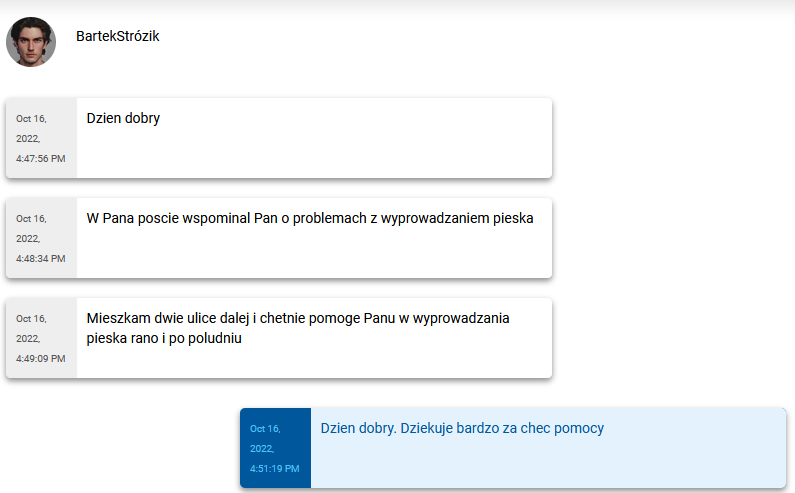 BartekStrózik
Oct 16,
2022,
4:47:56 PM
Dzien dobry
Oct 16,
2022,
4:48:34 PM
W Pana poscie wspominal Pan o problemach z wyprowadzaniem pieska
Oct 16,
2022,
4:49:09 PM
Mieszkam dwie ulice dalej i chetnie pomoge Panu w wyprowadzania
pieska rano i po poludniu
Oct 16,
2022,
4:51:19 PM
Dzien dobry. Dziekuje bardzo za chec pomocy